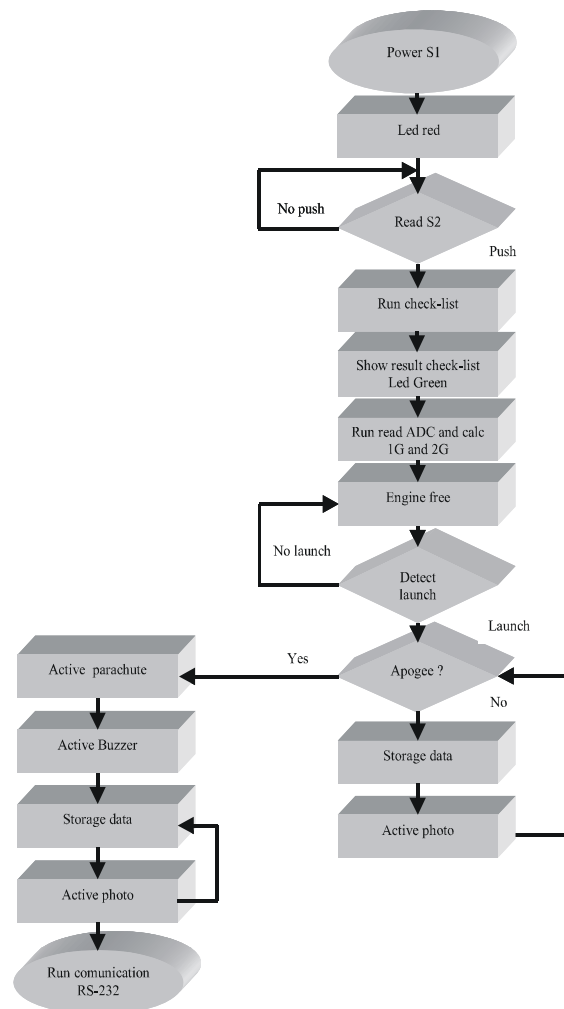 Power S1
Led red
No push
Read S2
Push
Run check-list
Show result check-list
Led Green
Run read ADC and calc
1G and 2G
Engine free
No launch
Detect
launch
Launch
Yes
Apogee ?
No
Active parachute
Active Buzzer
Storage data
Storage data
Active photo
Active photo
Run comunication
RS-232